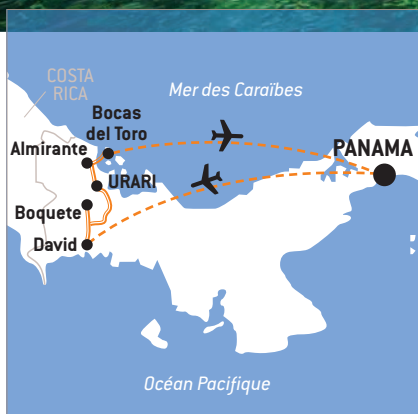 COSTA
RICA
Mer des Caraïbes
Bocas
del Toro
Almirante
PANAMA
URARI
Boquete
David
Océan Pacifique